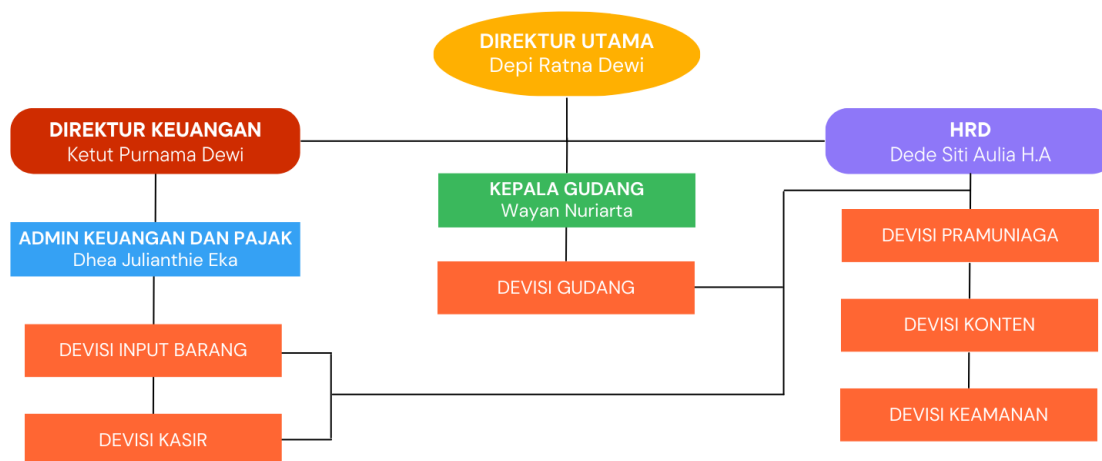 DIREKTUR UTAMA
Depi Ratna Dewi
DIREKTUR KEUANGAN
Ketut Purnama Dewi
HRD
Dede Siti Aulia H.A
KEPALA GUDANG
Wayan Nuriarta
ADMIN KEUANGAN DAN PAJAK
Dhea Julianthie Eka
DEVISI PRAMUNIAGA
DEVISI GUDANG
DEVISI KONTEN
DEVISI INPUT BARANG
DEVISI KEAMANAN
DEVISI KASIR